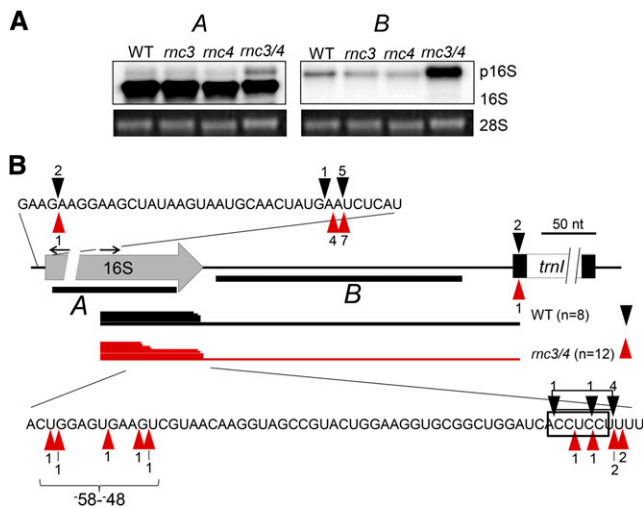 A
A B
WT rnc3 rnc4 rnc3/4 WT rnc3 rnc4 rnc3/4
p16S
16S
28S
B
2 1 5
GAAGAAGGAAGCUAUAAGUAAUGCAACUAUGAAUCUCAU
1 4 7
2 50 nt
16S trnI
A B 1
WT (n=8)
rnc3/4 (n=12)
1 1 4
ACUGGAGUGAAGUCGUAACAAGGUAGCCGUACUGGAAGGUGCGGCUGGAUCACCUCCUUUU
1 1 1 1 1 1 1 2 2
-58--48